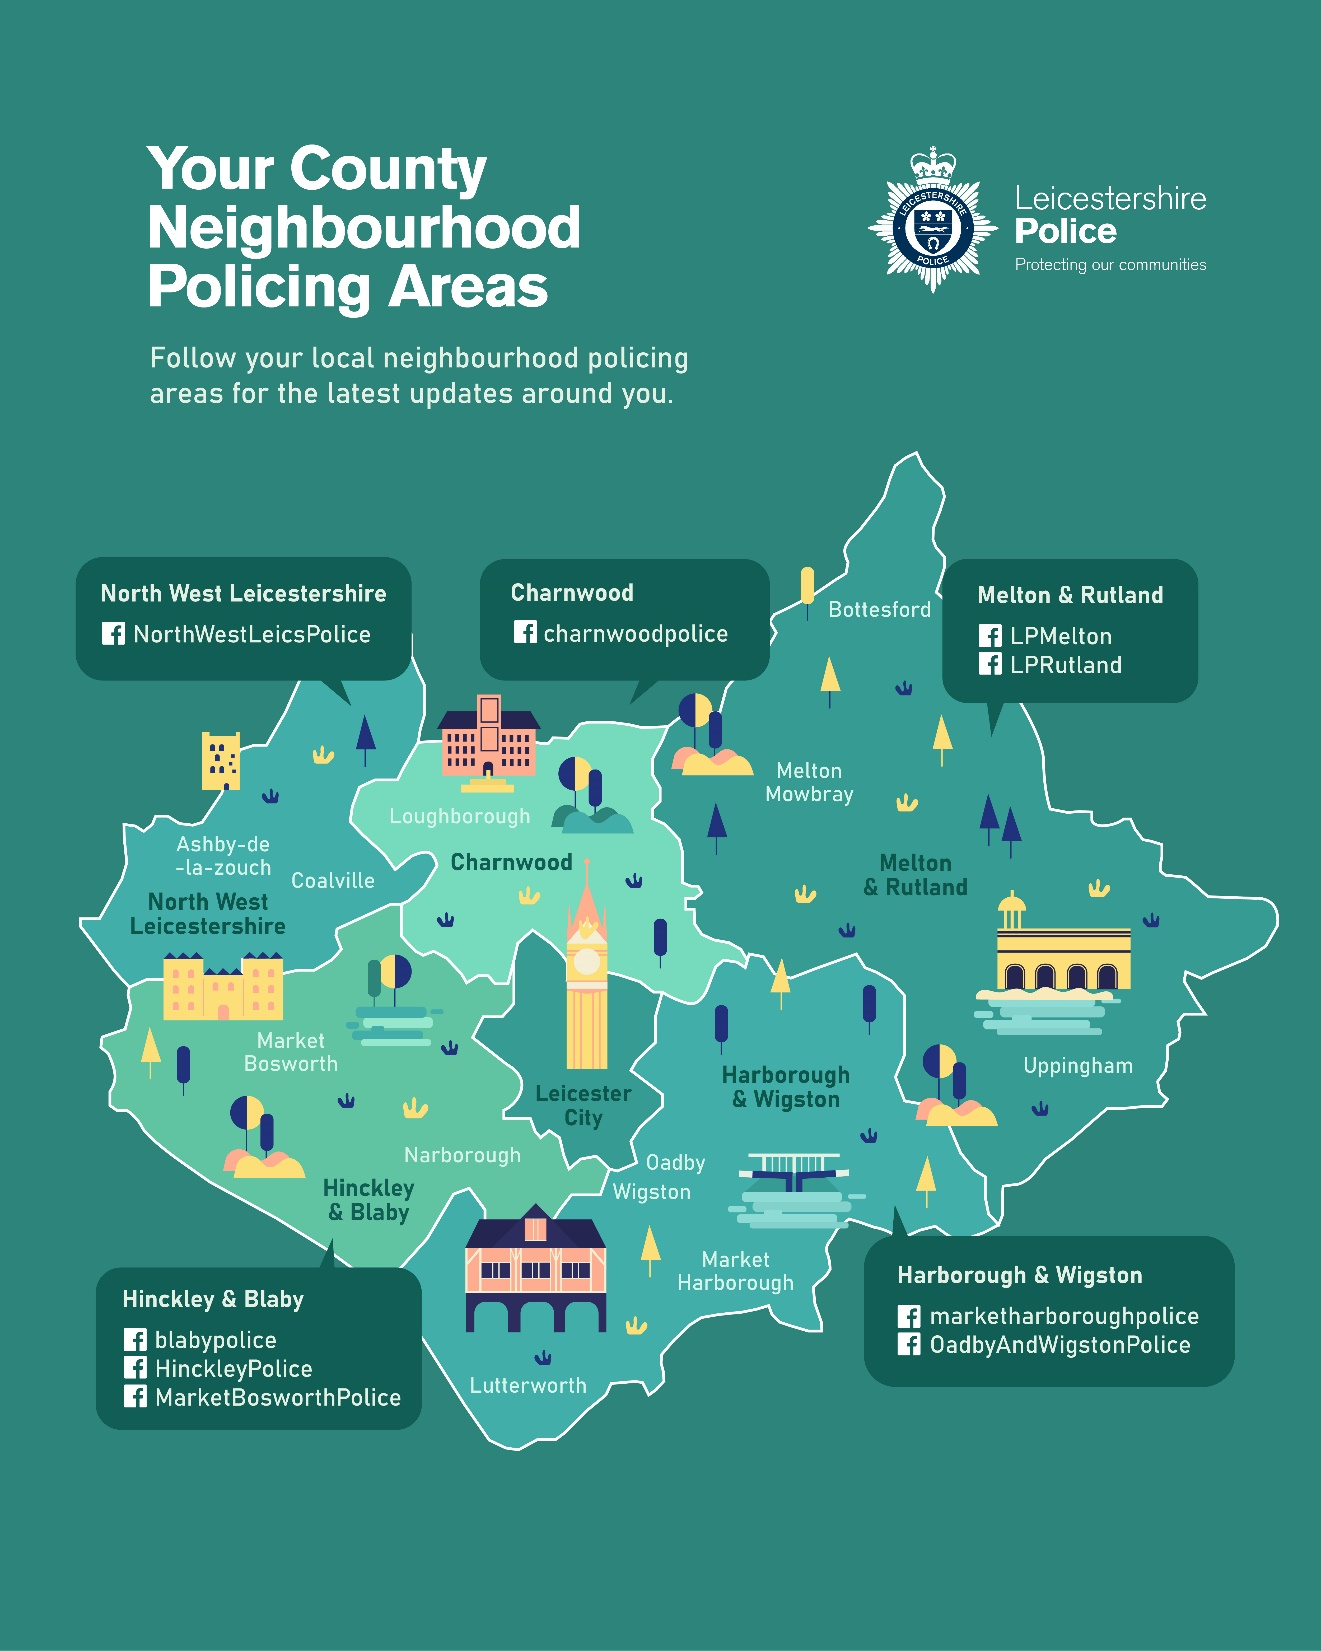 Your County
Neighbourhood
Policing Areas
Follow your local neighbourhood policing
areas for the latest updates around you.
LEICESTERSHIRE
POLICE
Leicestershire
Police
Protecting our communities
North West Leicestershire
NorthWestLeicsPolice
Charnwood
charnwoodpolice
Melton & Rutland
LPMelton
LPRutland
Bottesford
Melton
Mowbray
Loughborough
Ashby-de
-la-zouch
Coalville
Charnwood
Melton
& Rutland
North West
Leicestershire
Market
Bosworth
Uppingham
Leicester
City
Harborough
& Wigston
Narborough
Oadby
Wigston
Hinckley
& Blaby
Market
Harborough
Lutterworth
Hinckley & Blaby
blabypolice
HinckleyPolice
MarketBosworthPolice
Harborough & Wigston
marketharboroughpolice
OadbyAndWigstonPolice